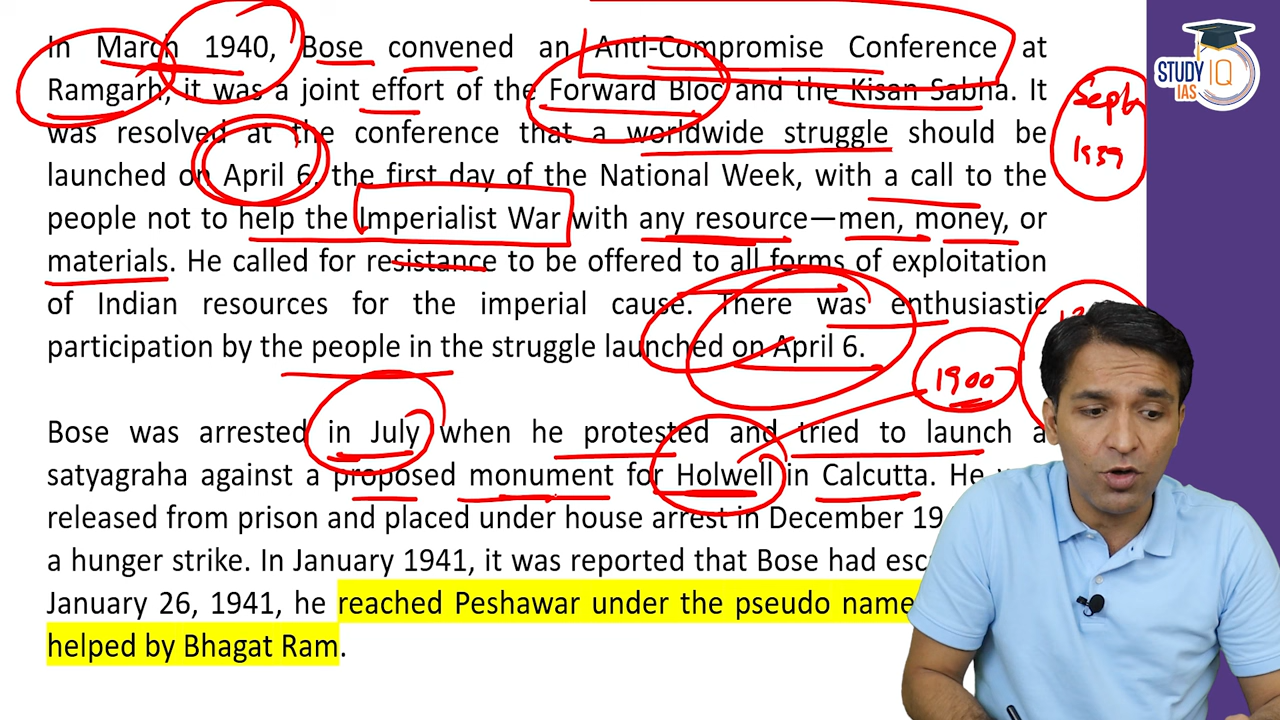 In March 1940, Bose convened an Anti-Compromise Conference at
Ramgarh; it was a joint effort of the Forward Bloc and the Kisan Sabha. It
was resolved at the conference that a worldwide struggle should be
launched on April 6, the first day of the National Week, with a call to the
people not to help the Imperialist War with any resource—men, money, or
materials. He called for resistance to be offered to all forms of exploitation
of Indian resources for the imperial cause. There was enthusiastic
participation by the people in the struggle launched on April 6.
Bose was arrested in July when he protested and tried to launch a
satyagraha against a proposed monument for Holwell in Calcutta. He
released from prison and placed under house arrest in December 19
a hunger strike. In January 1941, it was reported that Bose had
January 26, 1941, he reached Peshawar under the pseudo name
helped by Bhagat Ram.
STUDY IQ
IAS
Sept
1939
1900